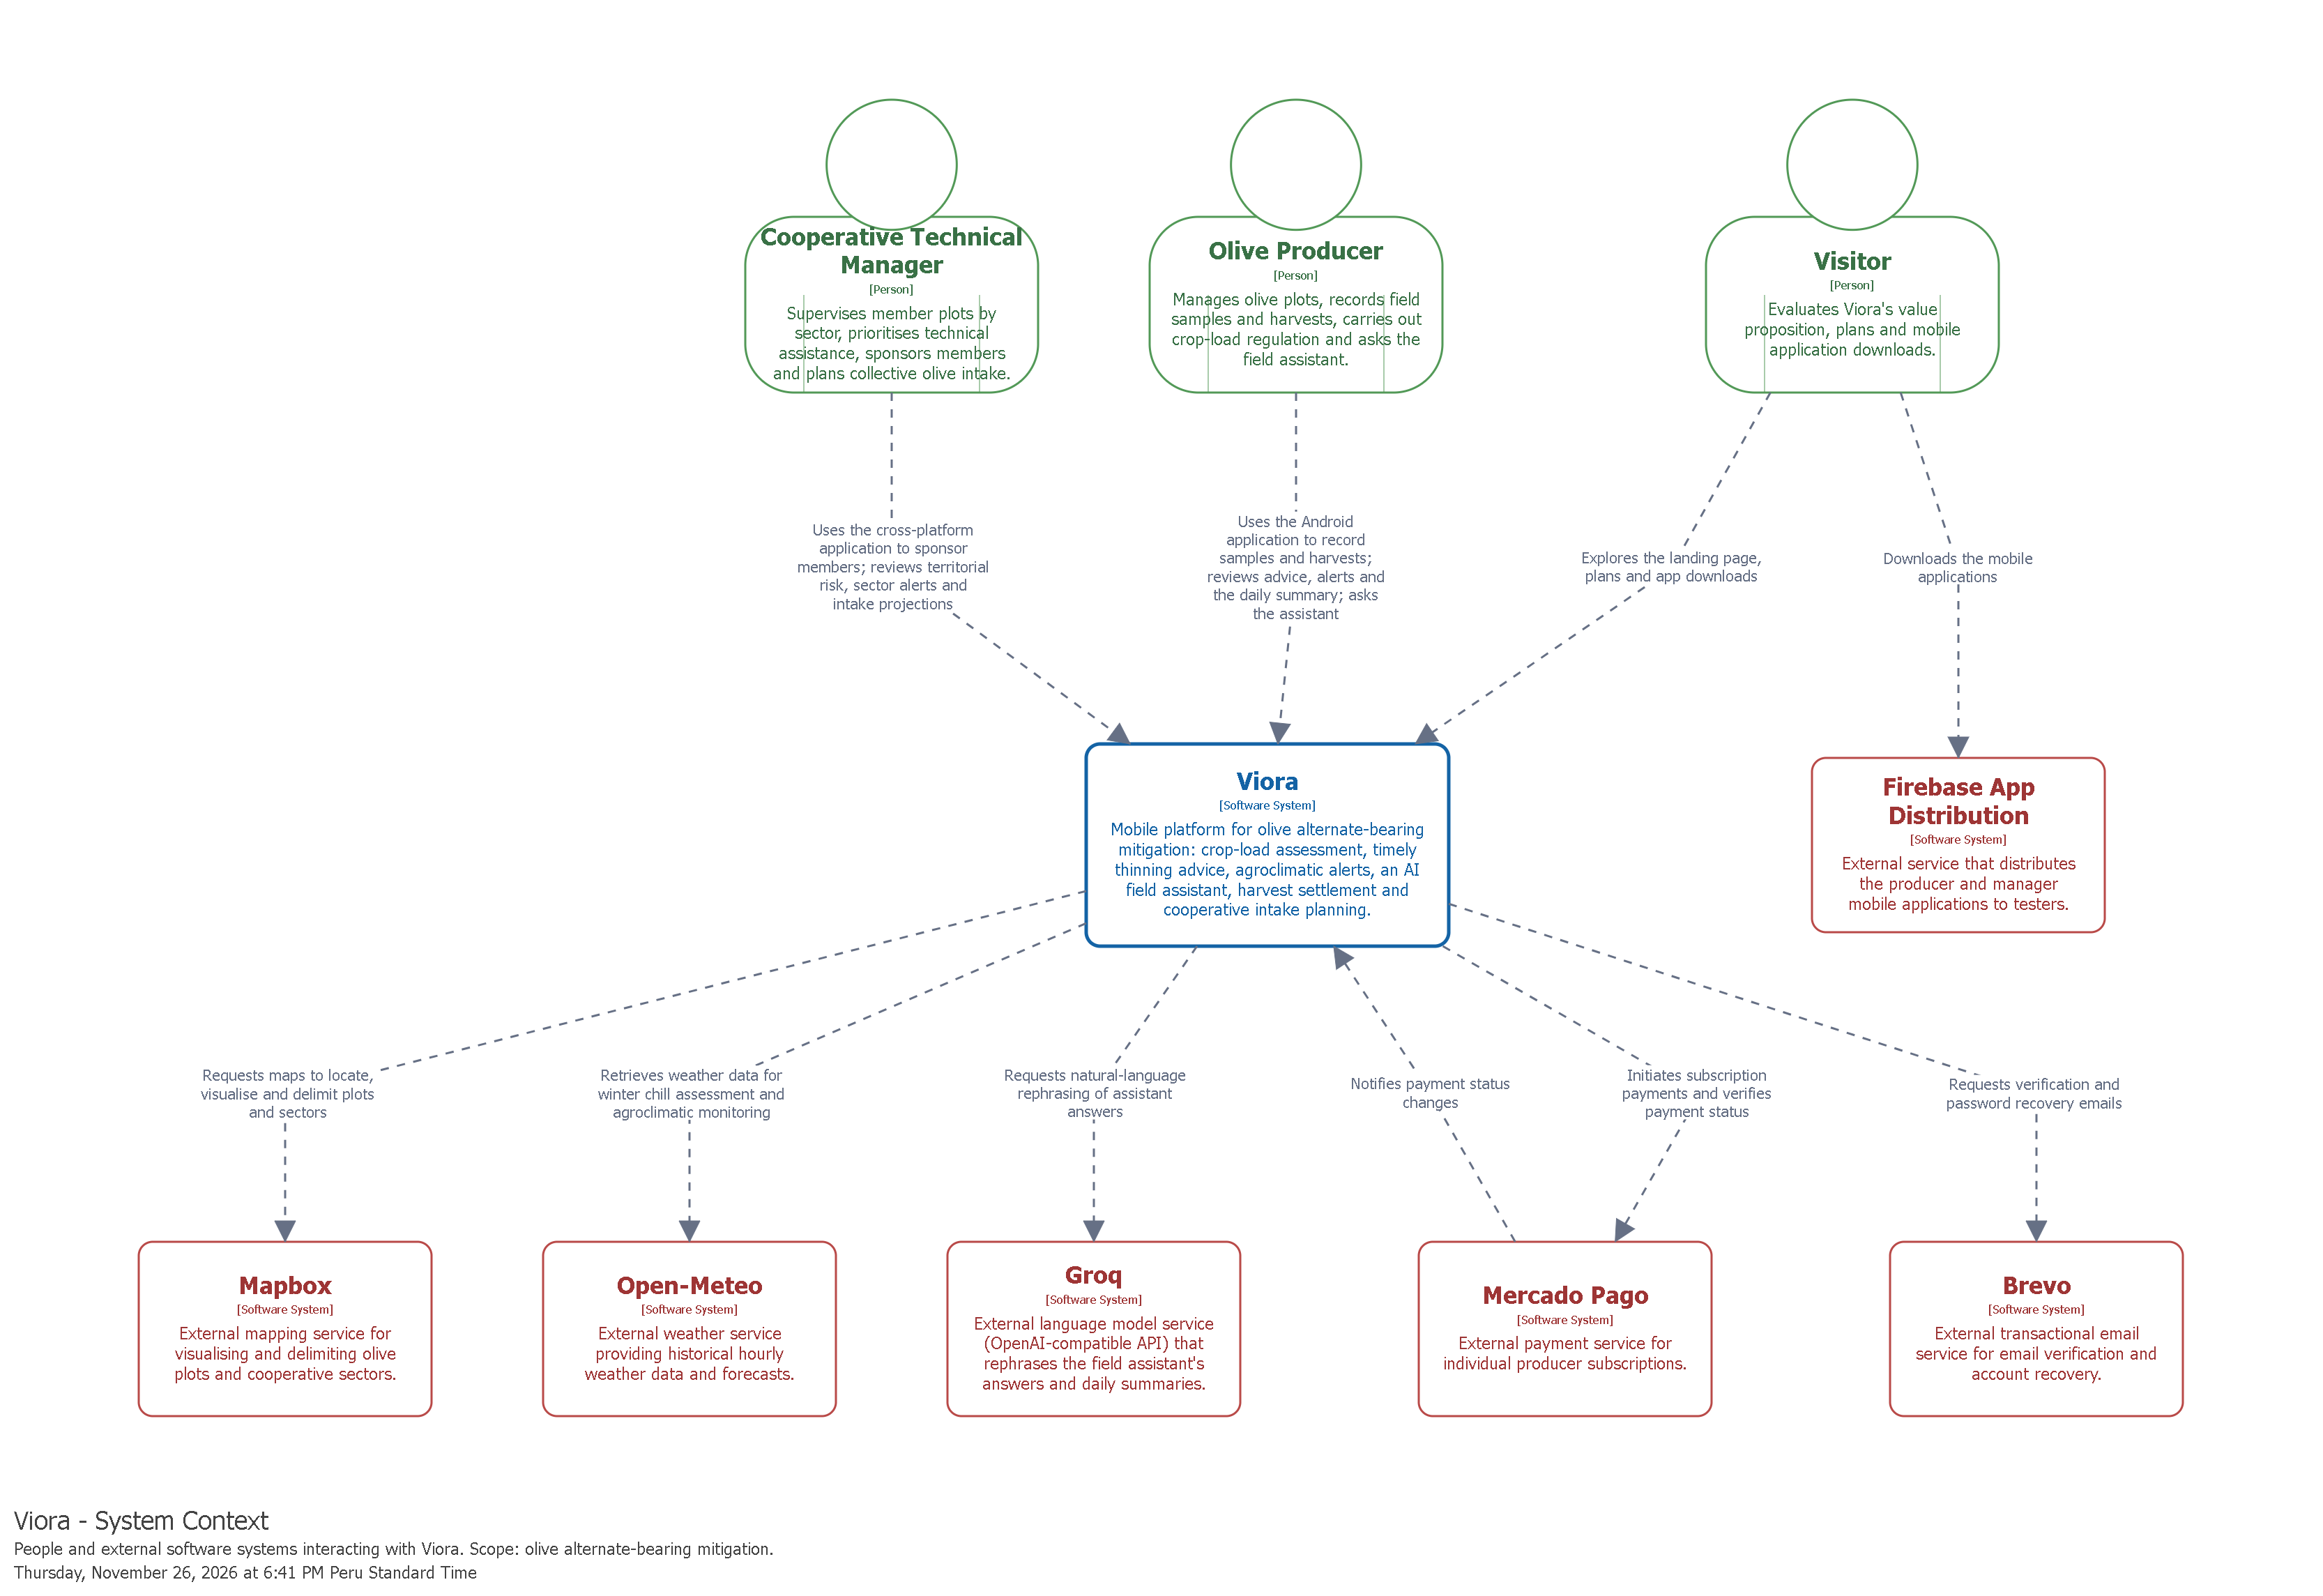 Cooperative Technical
Manager
[Person]
Supervises member plots by
sector, prioritises technical
assistance, sponsors members
and plans collective olive intake.
Olive Producer
[Person]
Manages olive plots, records field
samples and harvests, carries out
crop-load regulation and asks the
field assistant.
Visitor
[Person]
Evaluates Viora's value
proposition, plans and mobile
application downloads.
Uses the cross-platform
application to sponsor
members; reviews territorial
risk, sector alerts and
intake projections
Uses the Android
application to record
samples and harvests;
reviews advice, alerts and
the daily summary; asks
the assistant
Explores the landing page,
plans and app downloads
Downloads the mobile
applications
Viora
[Software System]
Mobile platform for olive alternate-bearing
mitigation: crop-load assessment, timely
thinning advice, agroclimatic alerts, an AI
field assistant, harvest settlement and
cooperative intake planning.
Firebase App
Distribution
[Software System]
External service that distributes
the producer and manager
mobile applications to testers.
Requests maps to locate,
visualise and delimit plots
and sectors
Retrieves weather data for
winter chill assessment and
agroclimatic monitoring
Requests natural-language
rephrasing of assistant
answers
Notifies payment status
changes
Initiates subscription
payments and verifies
payment status
Requests verification and
password recovery emails
Mapbox
[Software System]
External mapping service for
visualising and delimiting olive
plots and cooperative sectors.
Open-Meteo
[Software System]
External weather service
providing historical hourly
weather data and forecasts.
Groq
[Software System]
External language model service
(OpenAI-compatible API) that
rephrases the field assistant's
answers and daily summaries.
Mercado Pago
[Software System]
External payment service for
individual producer subscriptions.
Brevo
[Software System]
External transactional email
service for email verification and
account recovery.
Viora - System Context
People and external software systems interacting with Viora. Scope: olive alternate-bearing mitigation.
Thursday, November 26, 2026 at 6:41 PM Peru Standard Time